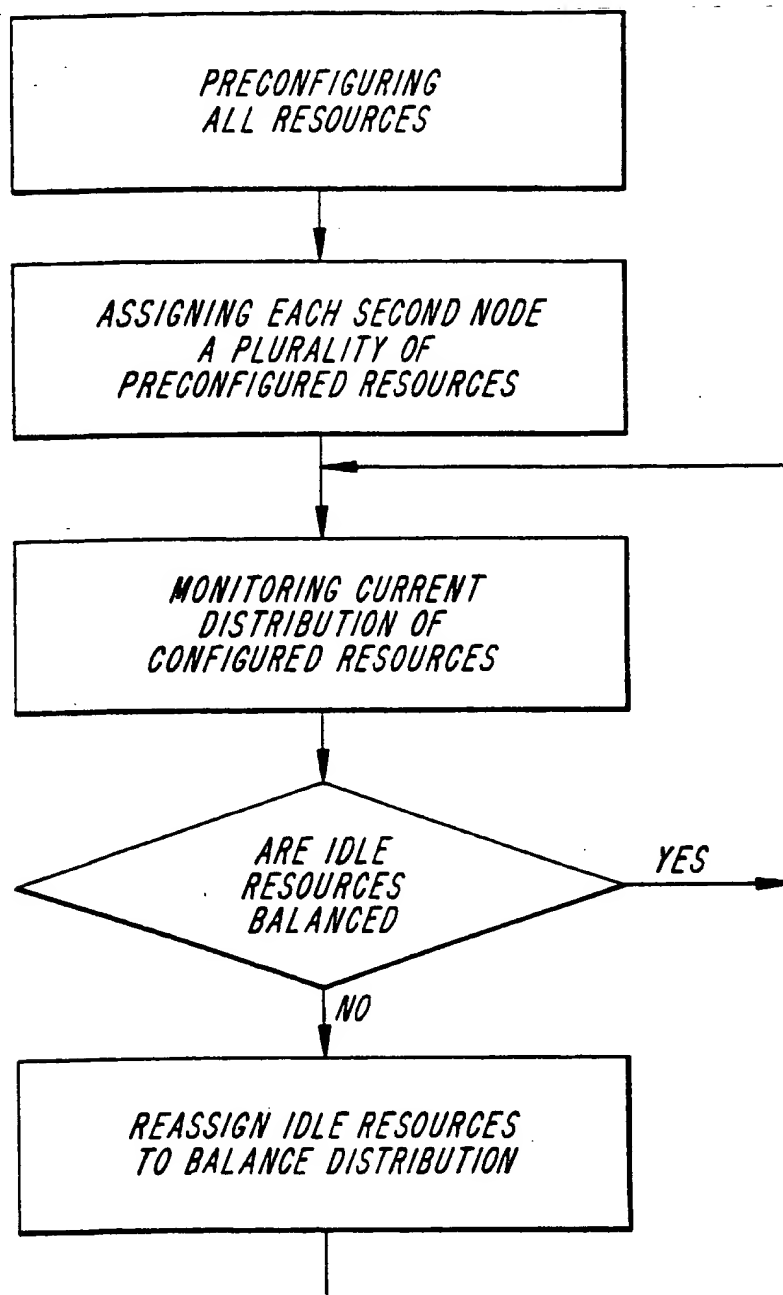 PRECONFIGURING
ALL RESOURCES
ASSIGNING EACH SECOND NODE
A PLURALITY OF
PRECONFIGURED RESOURCES
MONITORING CURRENT
DISTRIBUTION OF
CONFIGURED RESOURCES
ARE IDLE
RESOURCES
BALANCED
YES
NO
REASSIGN IDLE RESOURCES
TO BALANCE DISTRIBUTION